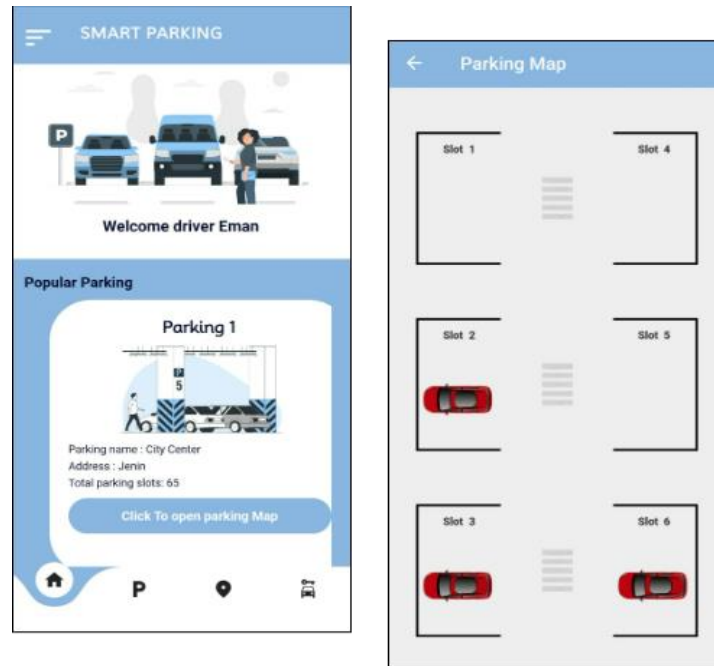 SMART PARKING
P
Welcome driver Eman
Popular Parking
Parking 1
P
5
Parking name : City Center
Address : Jenin
Total parking slots: 65
Click To open parking Map
P
Parking Map
Slot 1
Slot 4
Slot 2
Slot 5
Slot 3
Slot 6